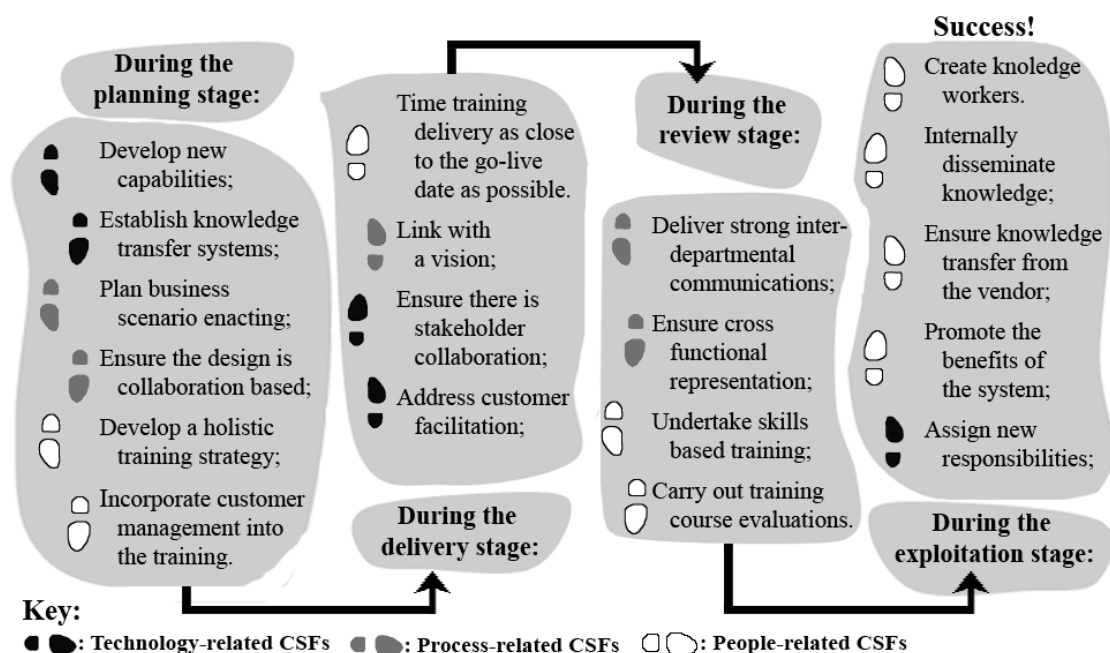 During the
planning stage:
Develop new
capabilities;
Establish knowledge
transfer systems;
Plan business
scenario enacting;
Ensure the design is
collaboration based;
Develop a holistic
training strategy;
Incorporate customer
management into
the training.
Time training
delivery as close
to the go-live
date as possible.
Link with
a vision;
Ensure there is
stakeholder
collaboration;
Address customer
facilitation;
During the
delivery stage:
During the
review stage:
Deliver strong inter-
departmental
communications;
Ensure cross
functional
representation;
Undertake skills
based training;
Carry out training
course evaluations.
Success!
Create knoledge
workers.
Internally
disseminate
knowledge;
Ensure knowledge
transfer from
the vendor;
Promote the
benefits of
the system;
Assign new
responsibilities;
During the
exploitation stage:
Key:
: Technology-related CSFs : Process-related CSFs : People-related CSFs